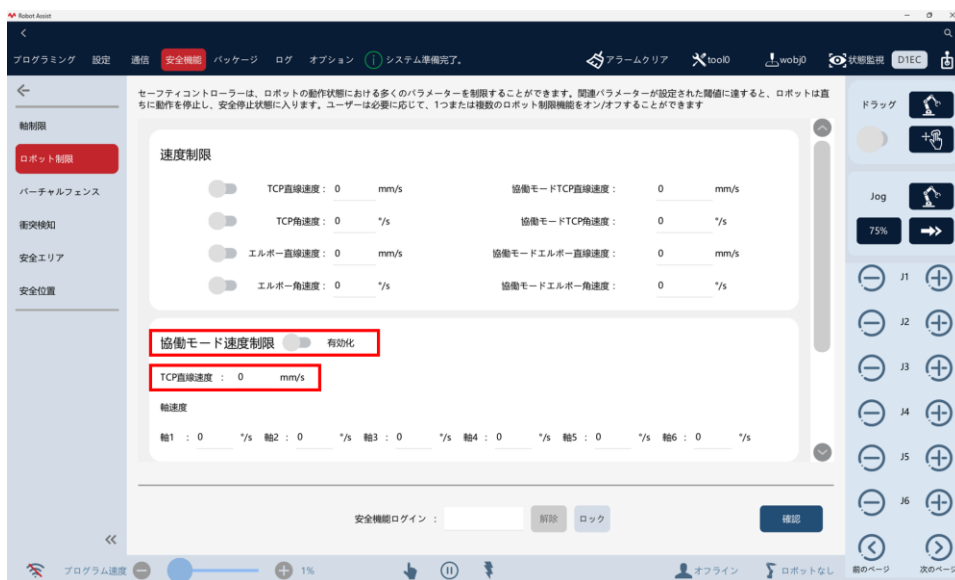 Robot Assist
プログラミング 設定 通信 安全機能 パッケージ ログ オプション システム準備完了。 アラームクリア tool0 wobj0 状態監視 D1EC
軸制限
ロボット制限
バーチャルフェンス
衝突検知
安全エリア
安全位置
セーフティコントローラーは、ロボットの動作状態における多くのパラメーターを制限することができます。関連パラメーターが設定された閾値に達すると、ロボットは直
ちに動作を停止し、安全停止状態に入ります。ユーザーは必要に応じて、1つまたは複数のロボット制限機能をオン/オフすることができます
速度制限
TCP直線速度： 0 mm/s 協働モードTCP直線速度： 0 mm/s
TCP角速度： 0 °/s 協働モードTCP角速度： 0 °/s
エルボー直線速度： 0 mm/s 協働モードエルボー直線速度： 0 mm/s
エルボー角速度： 0 °/s 協働モードエルボー角速度： 0 °/s
協働モード速度制限 有効化
TCP直線速度 ： 0 mm/s
軸速度
軸1 ：0 °/s 軸2：0 °/s 軸3：0 °/s 軸4：0 °/s 軸5：0 °/s 軸6：0 °/s
安全機能ログイン ： 解除 ロック 確認
ドラッグ
Jog
75%
J1
J2
J3
J4
J5
J6
前のページ 次のページ
プログラム速度 1% オフライン ロボットなし